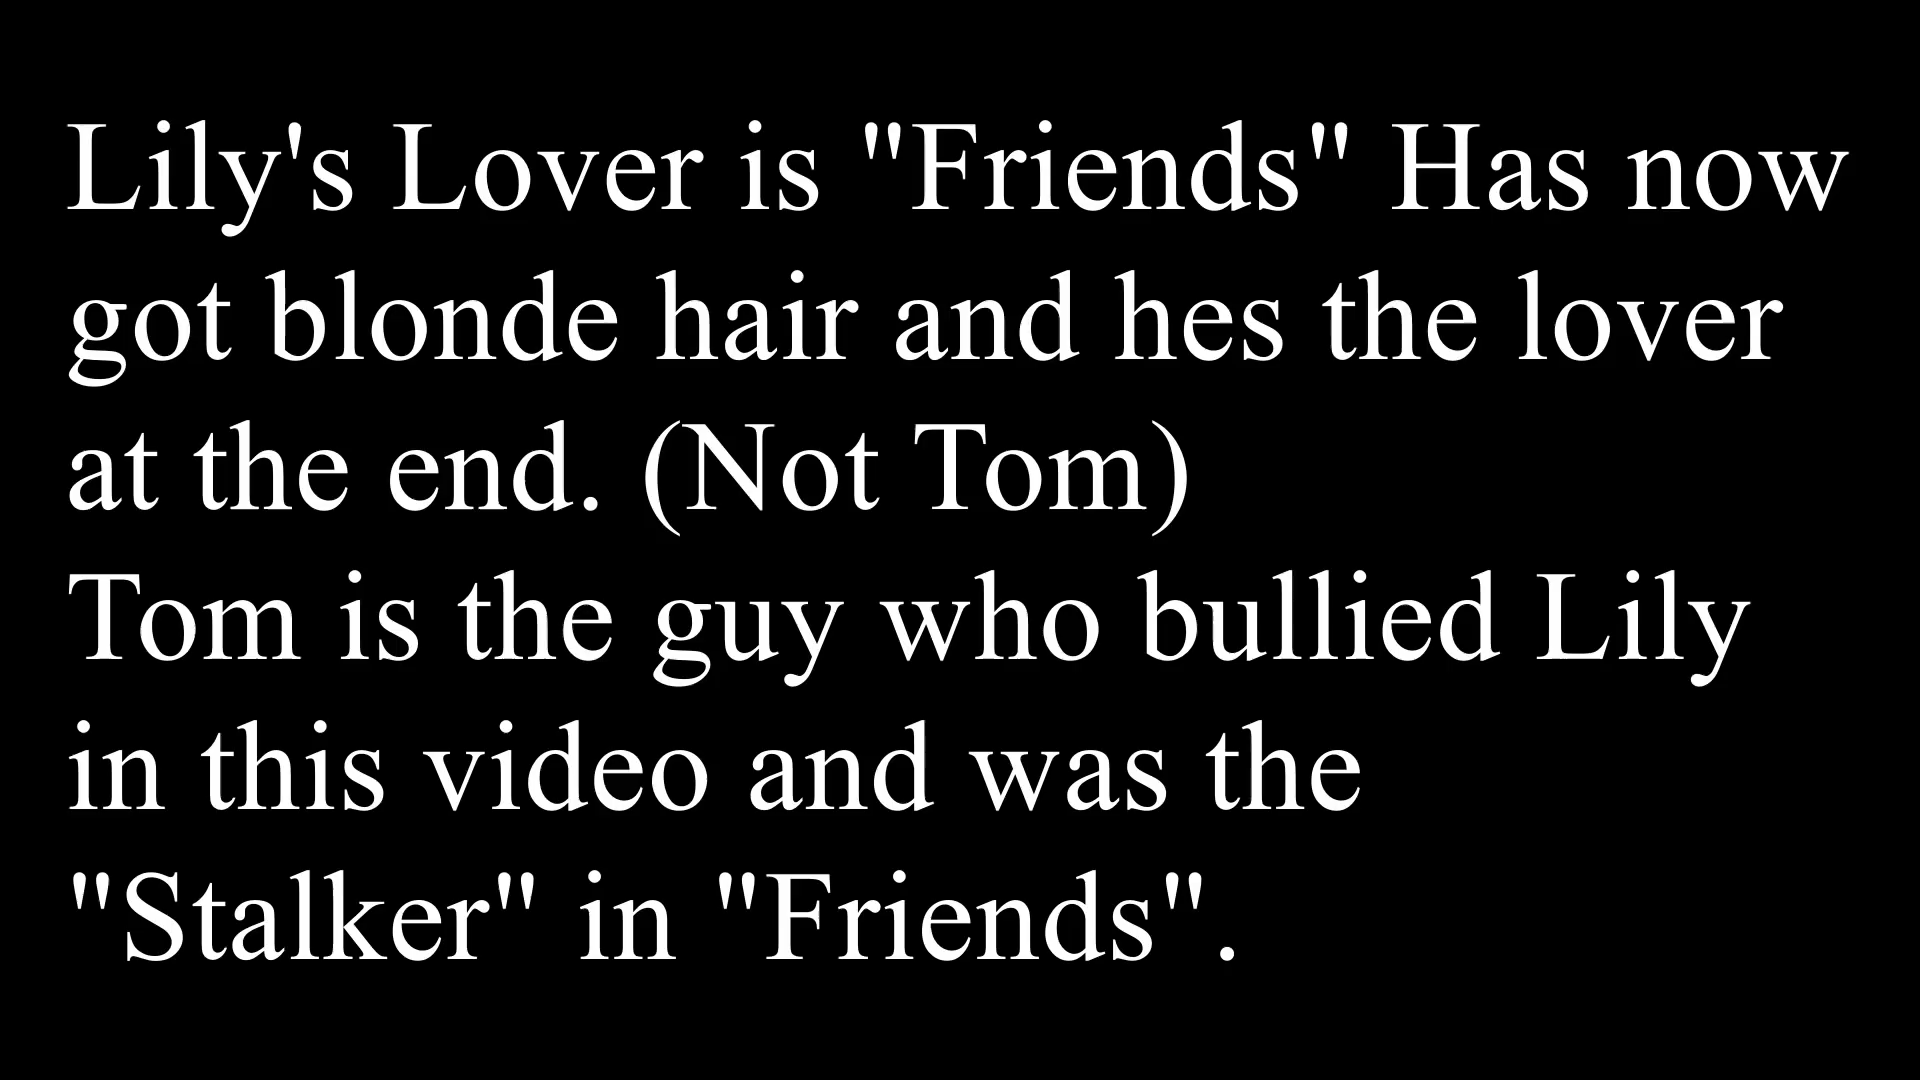 Lily's Lover is "Friends" Has now
got blonde hair and hes the lover
at the end. (Not Tom)
Tom is the guy who bullied Lily
in this video and was the
"Stalker" in "Friends".